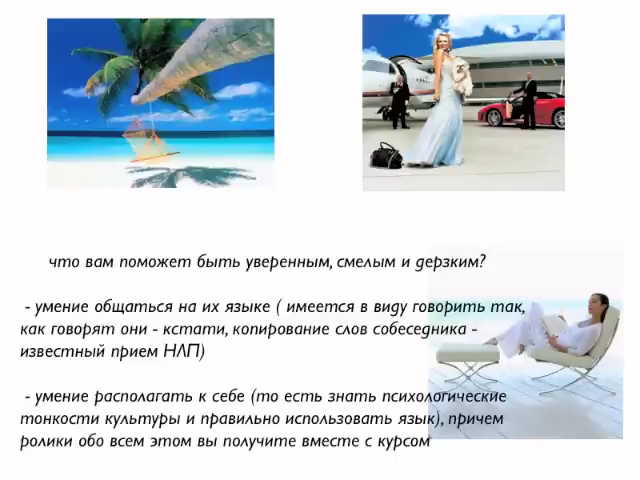 что вам поможет быть уверенным, смелым и дерзким?
- умение общаться на их языке ( имеется в виду говорить так,
как говорят они - кстати, копирование слов собеседника -
известный прием НЛП)
- умение располагать к себе (то есть знать психологические
тонкости культуры и правильно использовать язык), причем
ролики обо всем этом вы получите вместе с курсом